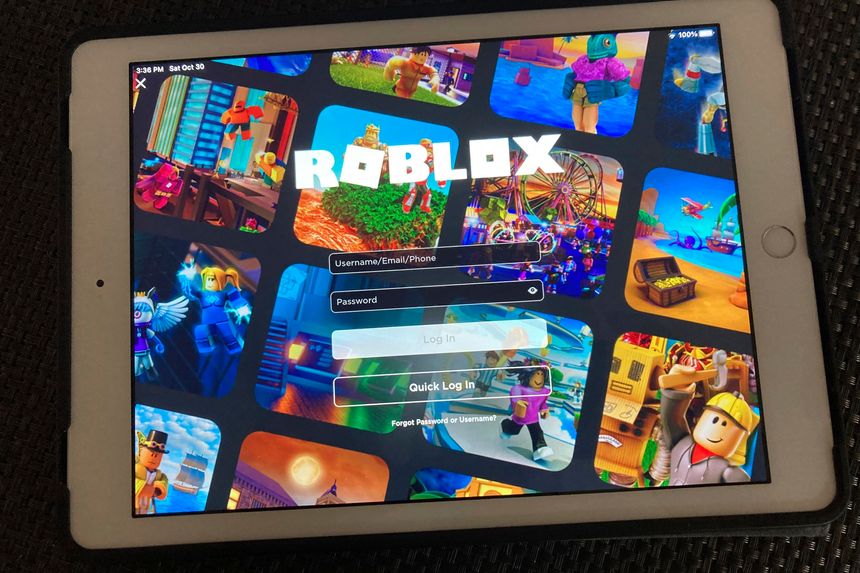 3:36 PM Sat Oct 30
100%
ROBLOX
Username/Email/Phone
Password
Log In
Quick Log In
Forgot Password or Username?